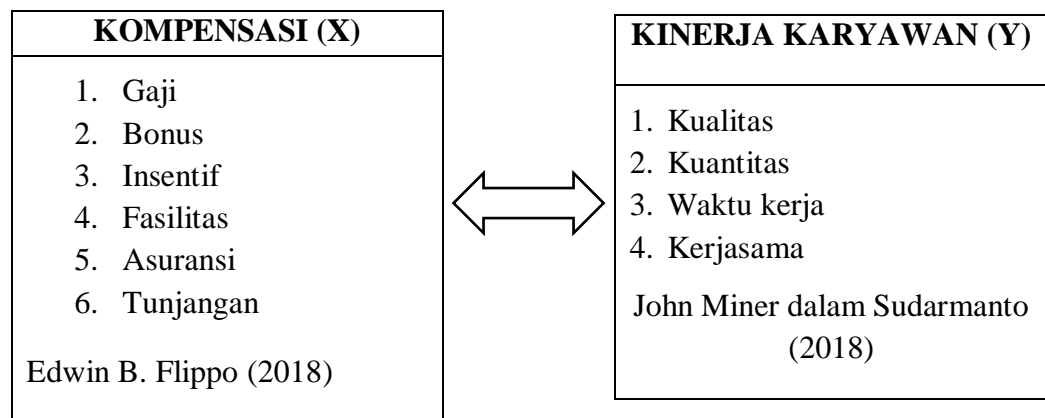 KOMPENSASI (X)
1. Gaji
2. Bonus
3. Insentif
4. Fasilitas
5. Asuransi
6. Tunjangan
Edwin B. Flippo (2018)
KINERJA KARYAWAN (Y)
1. Kualitas
2. Kuantitas
3. Waktu kerja
4. Kerjasama
John Miner dalam Sudarmanto
(2018)